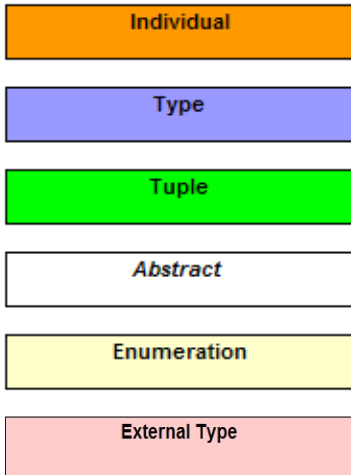 Individual
Type
Tuple
Abstract
Enumeration
External Type